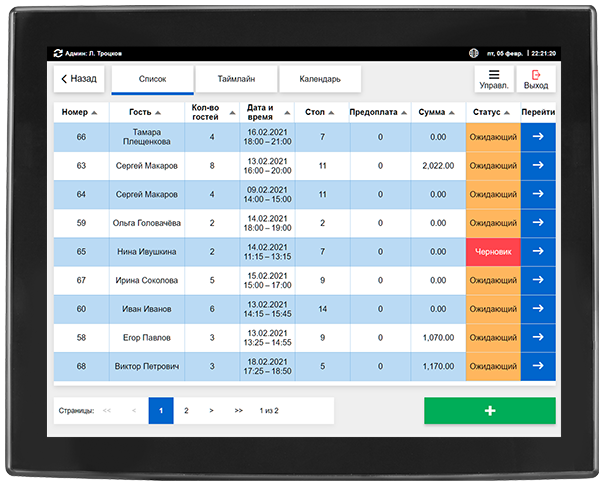 Админ: Л. Троцков пт, 05 февр. | 22:21:20
Назад Список Таймлайн Календарь Управл. Выход
Номер Гость Кол-во гостей Дата и время Стол Предоплата Сумма Статус Перейти
66 Тамара Плещенкова 4 16.02.2021 18:00 – 21:00 7 0 0.00 Ожидающий
63 Сергей Макаров 8 13.02.2021 16:00 – 20:00 11 0 2,022.00 Ожидающий
64 Сергей Макаров 4 09.02.2021 14:00 – 15:00 11 0 0.00 Ожидающий
59 Ольга Головачёва 2 14.02.2021 18:00 – 19:00 2 0 0.00 Ожидающий
65 Нина Ивушкина 2 14.02.2021 11:15 – 13:15 7 0 0.00 Черновик
67 Ирина Соколова 5 15.02.2021 15:00 – 17:00 9 0 0.00 Ожидающий
60 Иван Иванов 6 13.02.2021 14:15 – 15:45 14 0 0.00 Ожидающий
58 Егор Павлов 3 13.02.2021 13:25 – 14:55 9 0 1,070.00 Ожидающий
68 Виктор Петрович 3 18.02.2021 17:25 – 18:50 5 0 1,170.00 Ожидающий
Страницы: << < 1 2 > >> 1 из 2 +